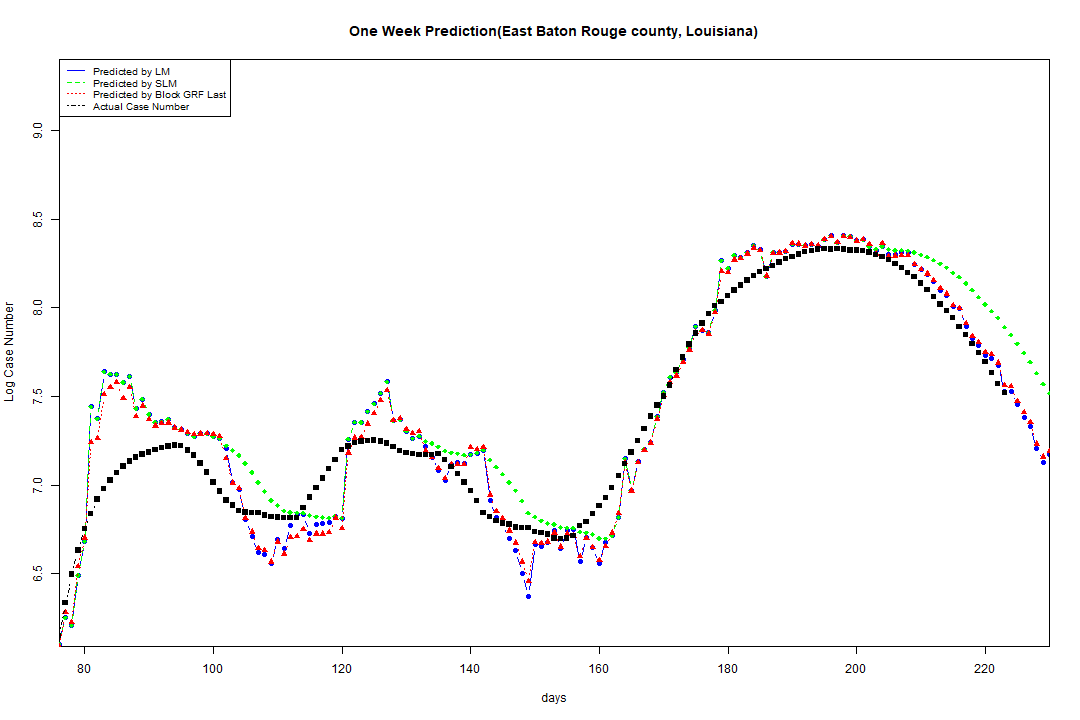 One Week Prediction(East Baton Rouge county, Louisiana)
Predicted by LM
Predicted by SLM
Predicted by Block GRF Last
Actual Case Number
Log Case Number
9.0
8.5
8.0
7.5
7.0
6.5
80 100 120 140 160 180 200 220
days